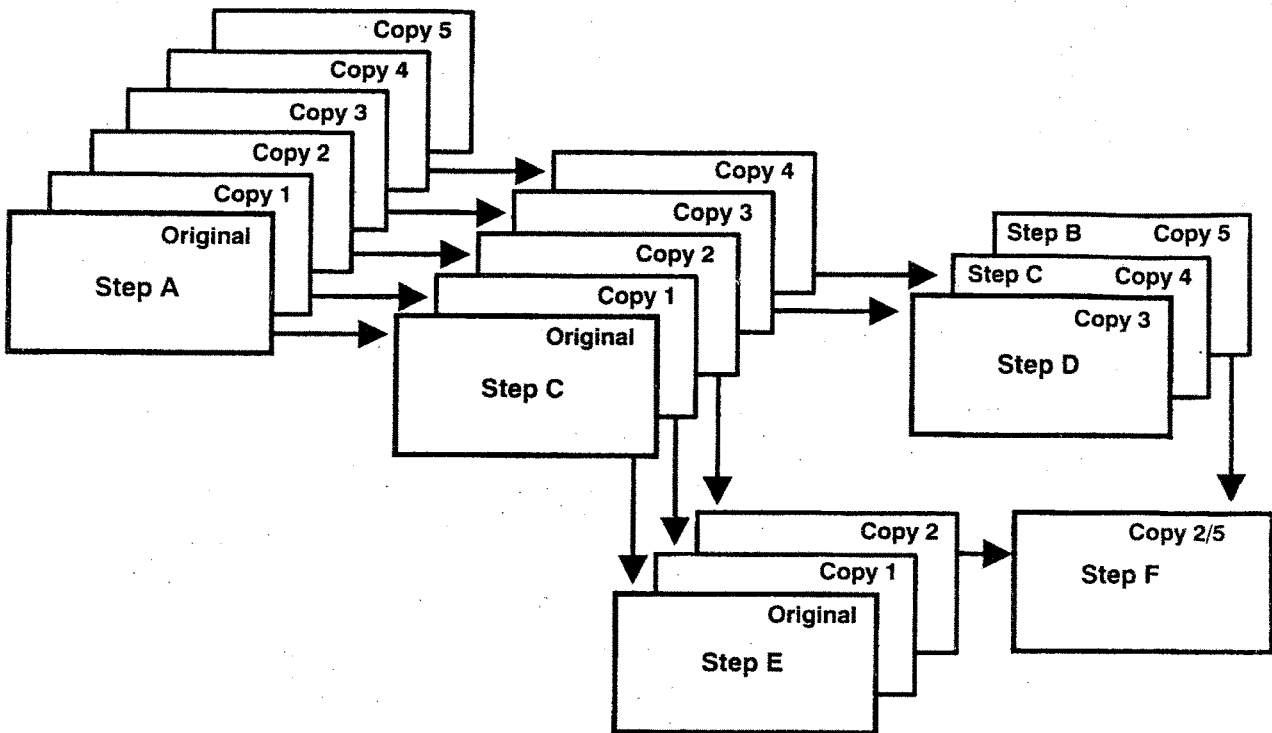 Copy 5
Copy 4
Copy 3
Copy 2
Copy 1
Original
Step A
Copy 4
Copy 3
Copy 2
Copy 1
Original
Step C
Step B Copy 5
Step C Copy 4
Copy 3
Step D
Copy 2
Copy 1
Original
Step E
Copy 2/5
Step F